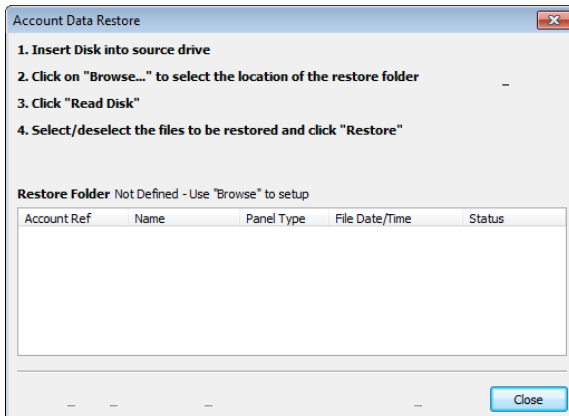 Account Data Restore
1. Insert Disk into source drive
2. Click on "Browse..." to select the location of the restore folder
3. Click "Read Disk"
4. Select/deselect the files to be restored and click "Restore"
Restore Folder Not Defined - Use "Browse" to setup
Account Ref Name Panel Type File Date/Time Status
Close